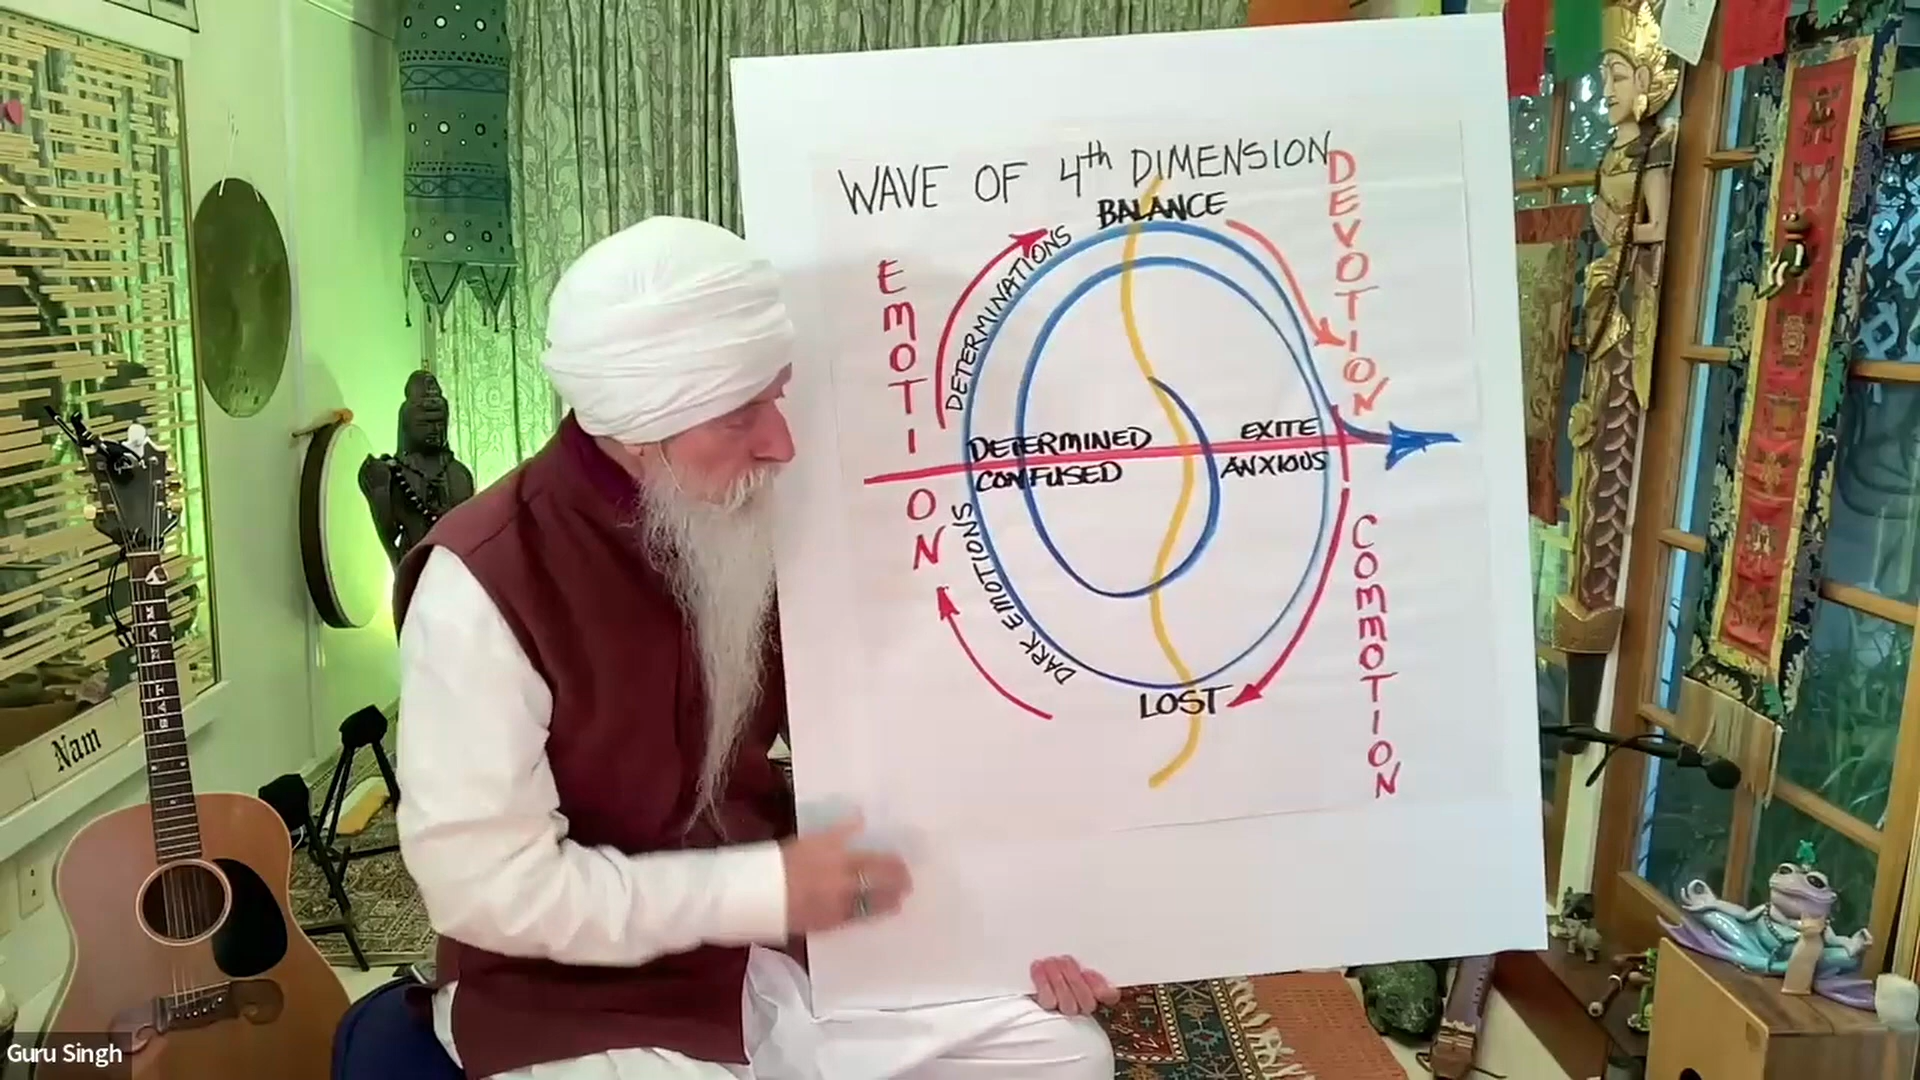 WAVE OF 4th DIMENSION
BALANCE
DEVOTION
EMOTION
DETERMINATIONS
DETERMINED
CONFUSED
EXITE
ANXIOUS
DARK EMOTIONS
LOST
COMMOTION
Nam
Guru Singh